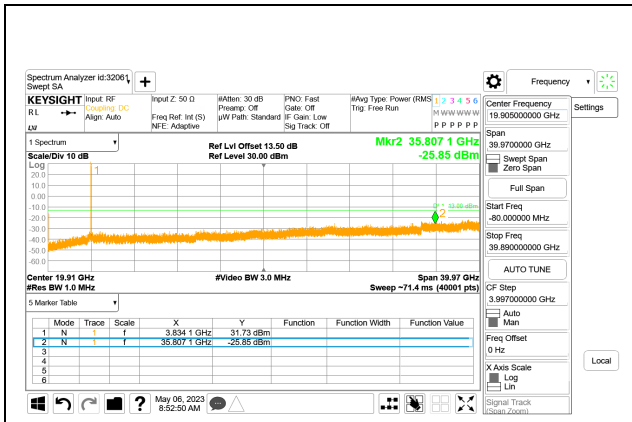 Spectrum Analyzer id:32061
Swept SA
Frequency
KEYSIGHT
RL
LXI
Input: RF
Coupling: DC
Align: Auto
Input Z: 50 Ω
Freq Ref: Int (S)
NFE: Adaptive
#Atten: 30 dB
Preamp: Off
µW Path: Standard
PNO: Fast
Gate: Off
IF Gain: Low
Sig Track: Off
#Avg Type: Power (RMS
Trig: Free Run
1 2 3 4 5 6
M W W W W W
P P P P P P
1 Spectrum
Scale/Div 10 dB
Ref Lvl Offset 13.50 dB
Ref Level 30.00 dBm
Mkr2 35.807 1 GHz
-25.85 dBm
Log
20.0
10.0
0.00
-10.0
-20.0
-30.0
-40.0
-50.0
-60.0
1
2
Center 19.91 GHz
#Video BW 3.0 MHz
Span 39.97 GHz
#Res BW 1.0 MHz
Sweep ~71.4 ms (40001 pts)
5 Marker Table
Mode Trace Scale X Y Function Function Width Function Value
1 N 1 f 3.834 1 GHz 31.73 dBm
2 N 1 f 35.807 1 GHz -25.85 dBm
3
4
5
6
May 06, 2023
8:52:50 AM
Center Frequency
19.905000000 GHz
Settings
Span
39.9700000 GHz
Swept Span
Zero Span
Full Span
Start Freq
-80.000000 MHz
Stop Freq
39.890000000 GHz
AUTO TUNE
CF Step
3.997000000 GHz
Auto
Man
Freq Offset
0 Hz
X Axis Scale
Log
Lin
Local
Signal Track
(Span Zoom)